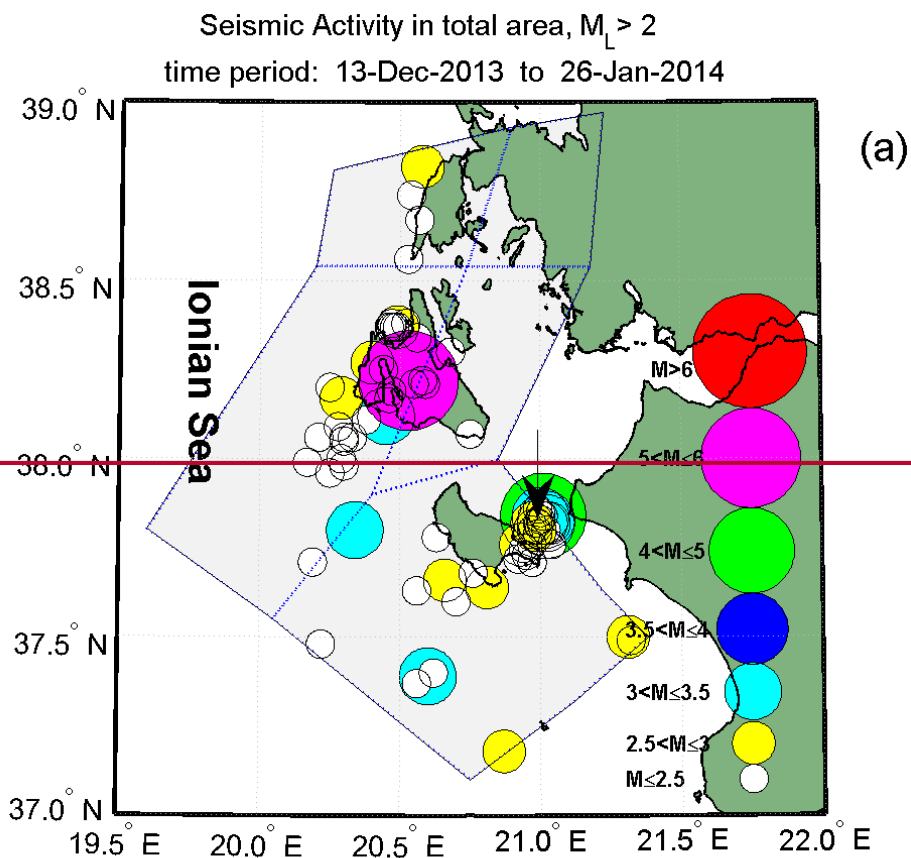 Seismic Activity in total area, M_L > 2
time period: 13-Dec-2013 to 26-Jan-2014
(a)
39.0° N
38.5° N
38.0° N
37.5° N
37.0° N
Ionian Sea
M>6
5<M≤6
4<M≤5
3.5<M≤4
3<M≤3.5
2.5<M≤3
M≤2.5
19.5° E 20.0° E 20.5° E 21.0° E 21.5° E 22.0° E